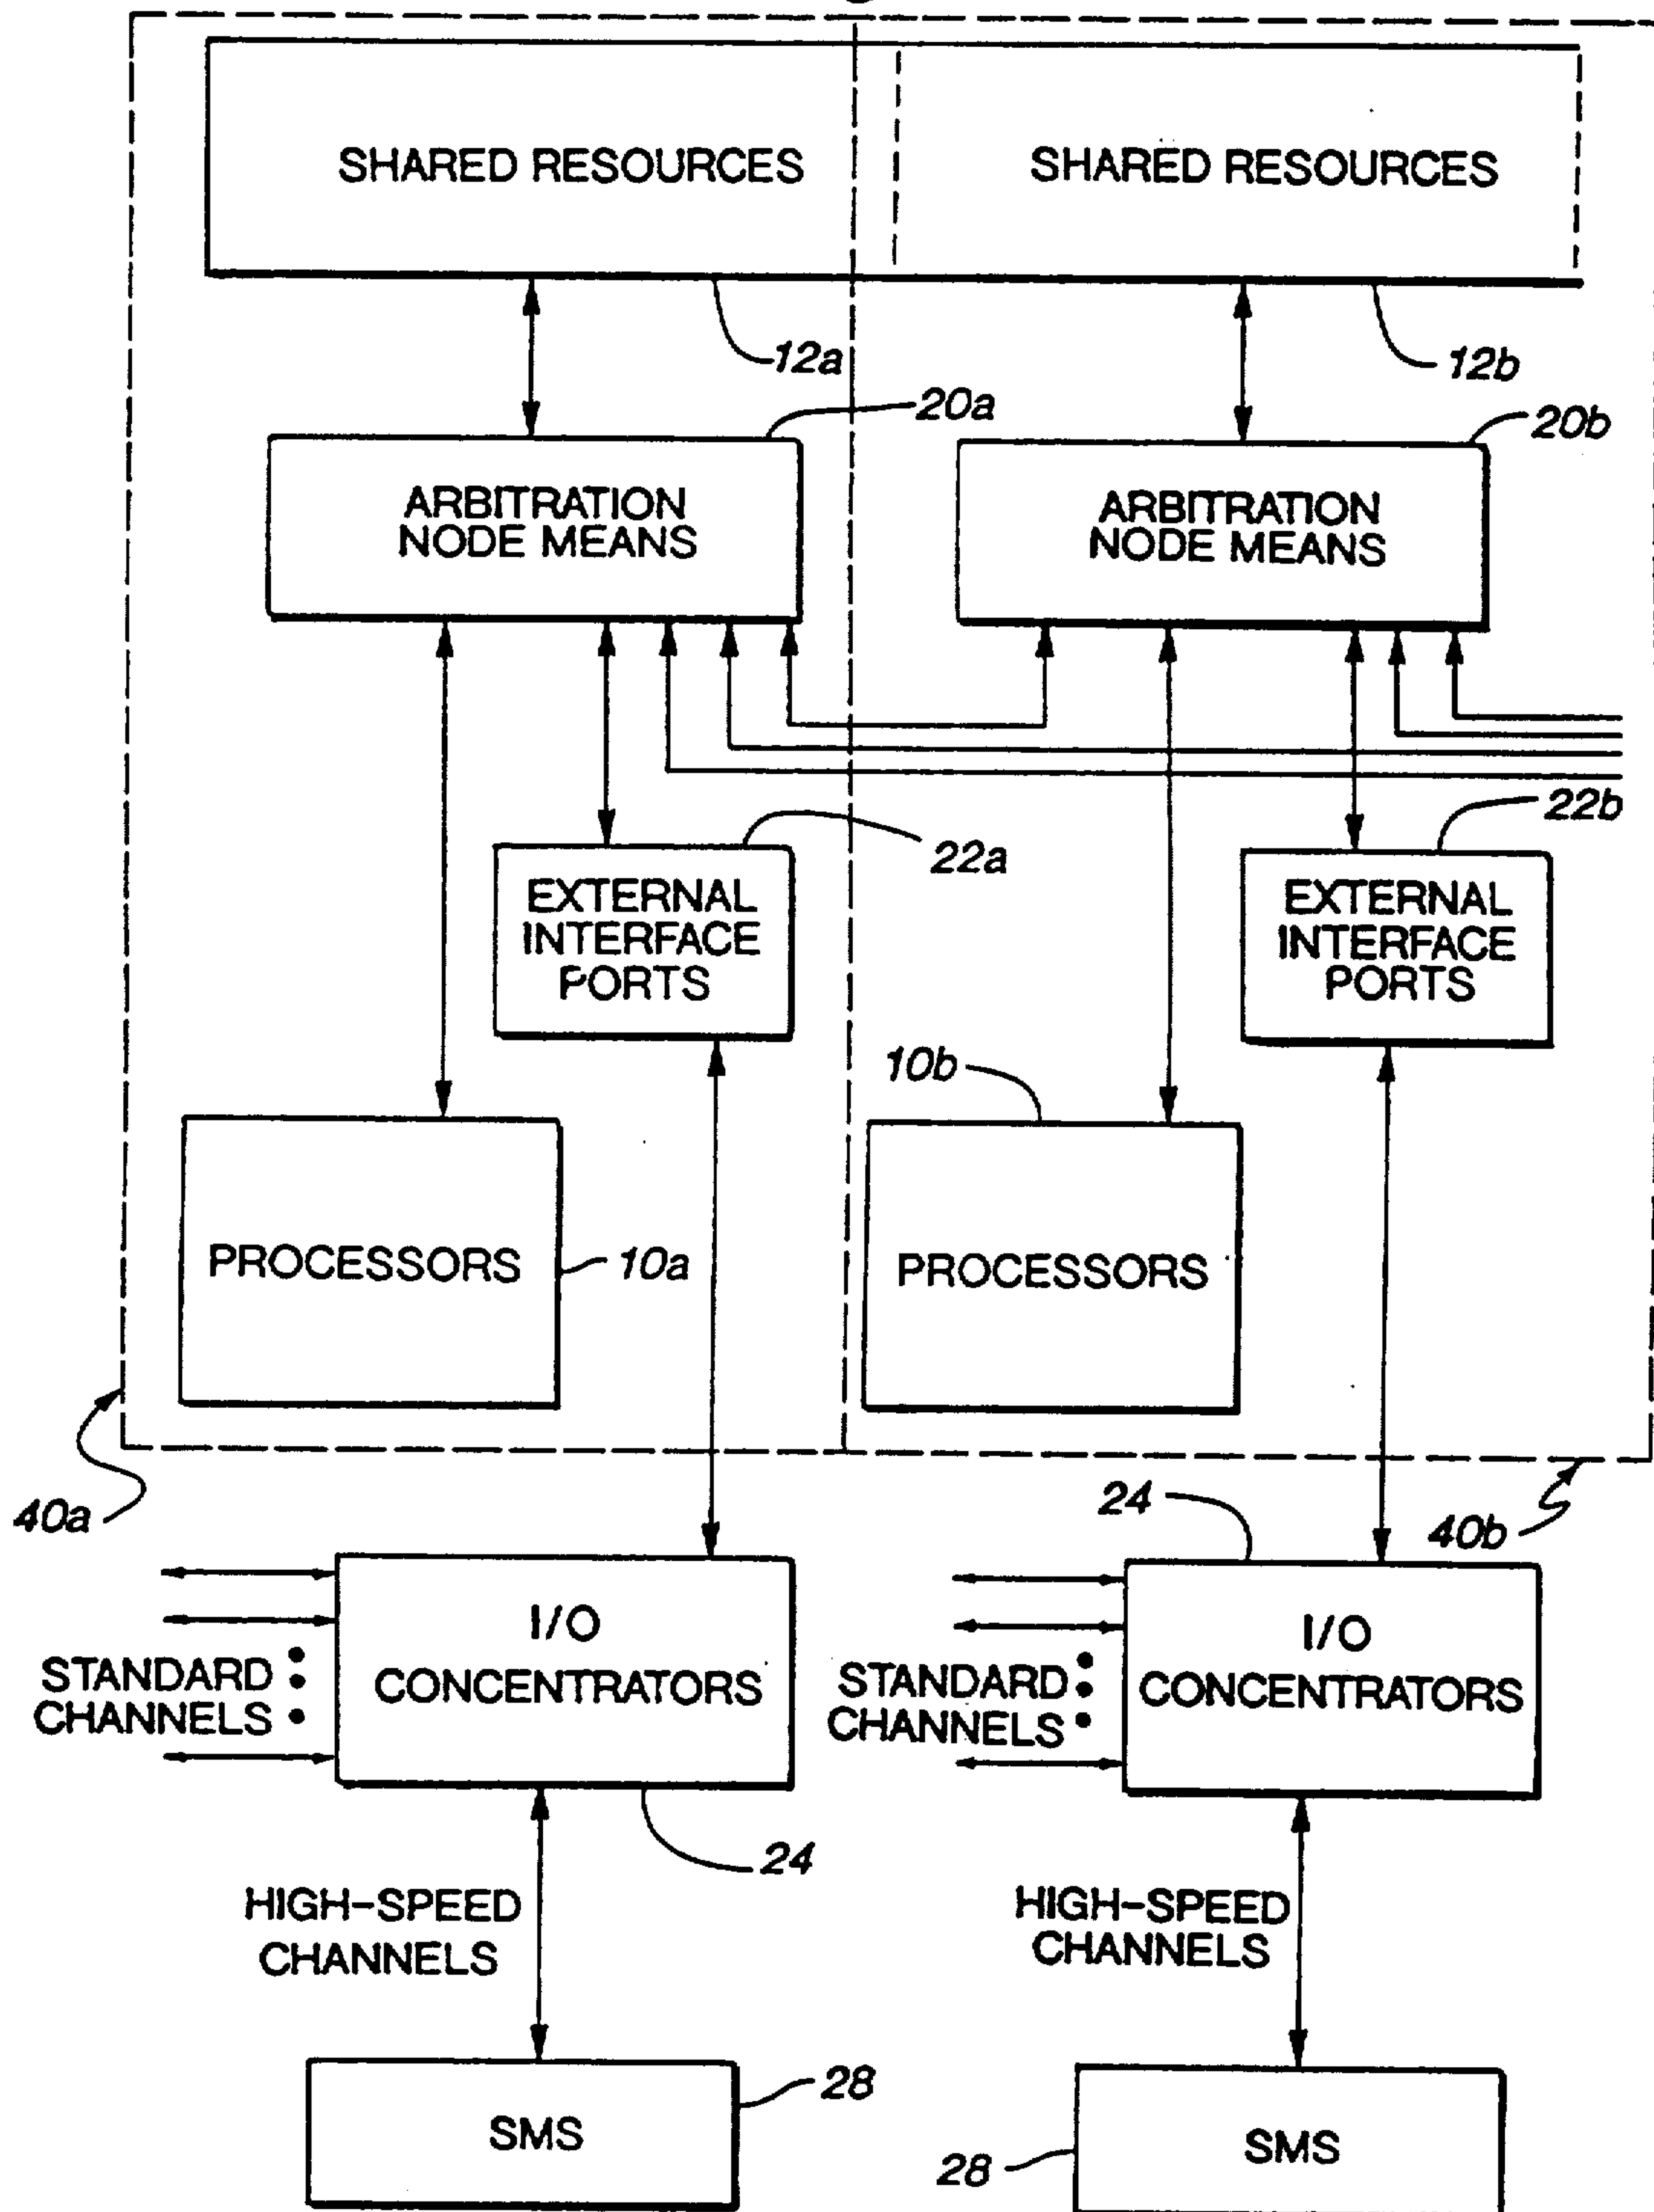 SHARED RESOURCES
SHARED RESOURCES
12a
12b
20a
20b
ARBITRATION
NODE MEANS
ARBITRATION
NODE MEANS
22a
22b
EXTERNAL
INTERFACE
PORTS
EXTERNAL
INTERFACE
PORTS
10b
PROCESSORS
10a
PROCESSORS
40a
24
40b
I/O
CONCENTRATORS
STANDARD
CHANNELS
I/O
CONCENTRATORS
STANDARD
CHANNELS
24
HIGH-SPEED
CHANNELS
HIGH-SPEED
CHANNELS
SMS
28
SMS
28